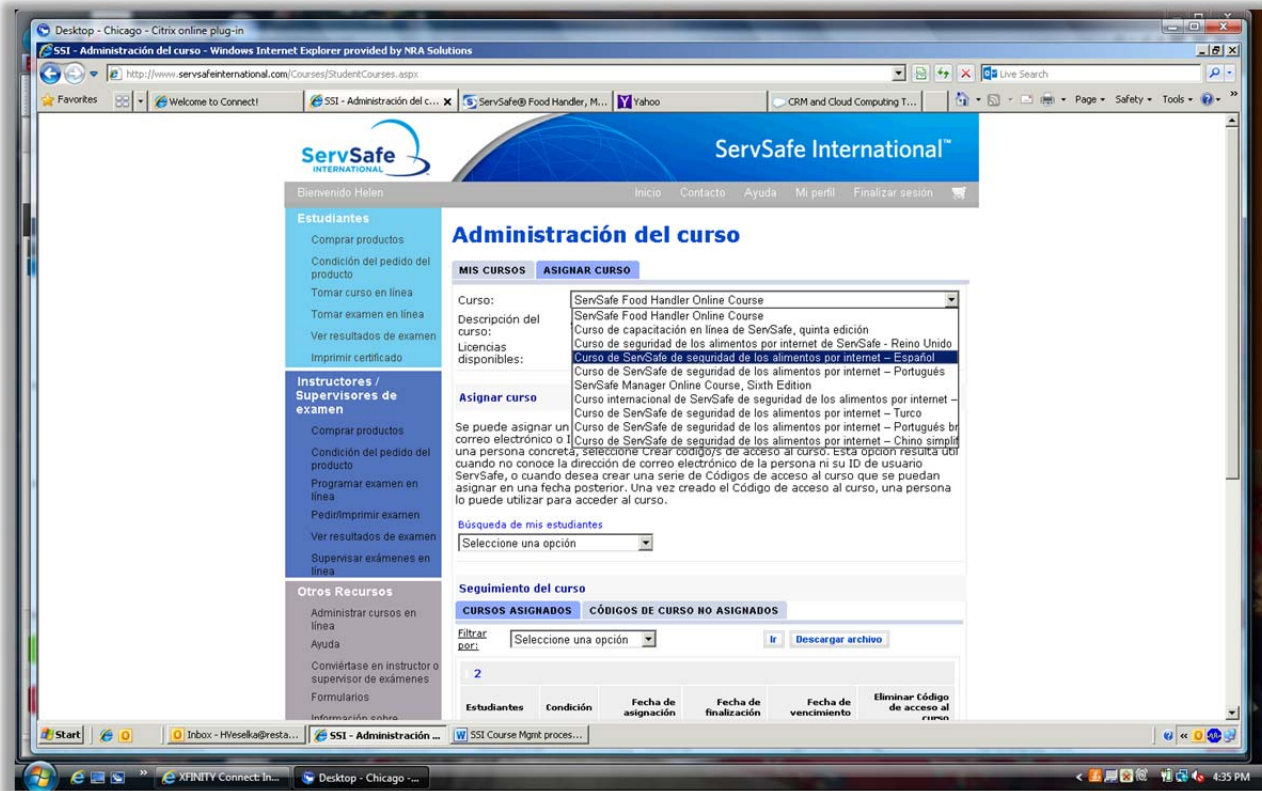 Desktop - Chicago - Citrix online plug-in
SSI - Administración del curso - Windows Internet Explorer provided by NRA Solutions
http://www.servsafeinternational.com/Courses/StudentCourses.aspx
Live Search
Favorites
Welcome to Connect!
SSI - Administración del c...
ServSafe® Food Handler, M...
Yahoo
CRM and Cloud Computing T...
Page
Safety
Tools
ServSafe
INTERNATIONAL
ServSafe International™
Bienvenido Helen
Inicio
Contacto
Ayuda
Mi perfil
Finalizar sesión
Estudiantes
Comprar productos
Condición del pedido del
producto
Tomar curso en línea
Tomar examen en línea
Ver resultados de examen
Imprimir certificado
Instructores /
Supervisores de
examen
Comprar productos
Condición del pedido del
producto
Programar examen en
línea
Pedir/Imprimir examen
Ver resultados de examen
Supervisar exámenes en
línea
Otros Recursos
Administrar cursos en
línea
Ayuda
Conviértase en instructor o
supervisor de exámenes
Formularios
Información sobre
Administración del curso
MIS CURSOS
ASIGNAR CURSO
Curso:
ServSafe Food Handler Online Course
Descripción del
curso:
Licencias
disponibles:
ServSafe Food Handler Online Course
Curso de capacitación en línea de ServSafe, quinta edición
Curso de seguridad de los alimentos por internet de ServSafe - Reino Unido
Curso de ServSafe de seguridad de los alimentos por internet – Español
Curso de ServSafe de seguridad de los alimentos por internet – Portugués
ServSafe Manager Online Course, Sixth Edition
Curso internacional de ServSafe de seguridad de los alimentos por internet –
Curso de ServSafe de seguridad de los alimentos por internet – Turco
Curso de ServSafe de seguridad de los alimentos por internet – Portugués br
Curso de ServSafe de seguridad de los alimentos por internet – Chino simplif
Asignar curso
Se puede asignar un
correo electrónico o I
una persona concreta, seleccione Crear código/s de acceso al curso. Esta opción resulta útil
cuando no conoce la dirección de correo electrónico de la persona ni su ID de usuario
ServSafe, o cuando desea crear una serie de Códigos de acceso al curso que se puedan
asignar en una fecha posterior. Una vez creado el Código de acceso al curso, una persona
lo puede utilizar para acceder al curso.
Búsqueda de mis estudiantes
Seleccione una opción
Seguimiento del curso
CURSOS ASIGNADOS
CÓDIGOS DE CURSO NO ASIGNADOS
Filtrar
por:
Seleccione una opción
Ir
Descargar archivo
2
Estudiantes
Condición
Fecha de
asignación
Fecha de
finalización
Fecha de
vencimiento
Eliminar Código
de acceso al
curso
Start
Inbox - HVeselka@resta...
SSI - Administración ...
SSI Course Mgmt proces...
XFINITY Connect: In...
Desktop - Chicago -...
4:35 PM